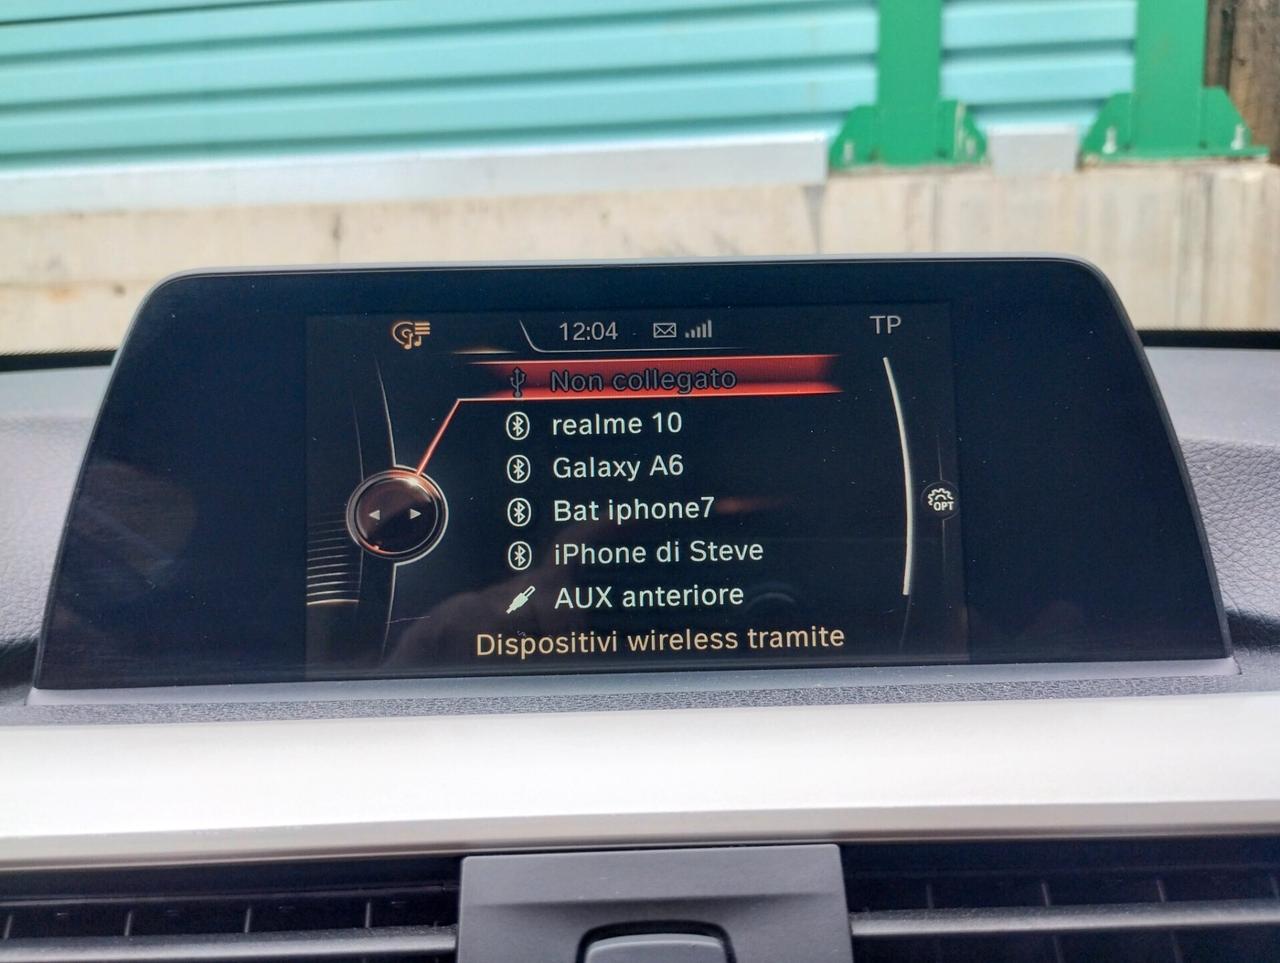 12:04
TP
Non collegato
realme 10
Galaxy A6
Bat iphone7
iPhone di Steve
OPT
AUX anteriore
Dispositivi wireless tramite